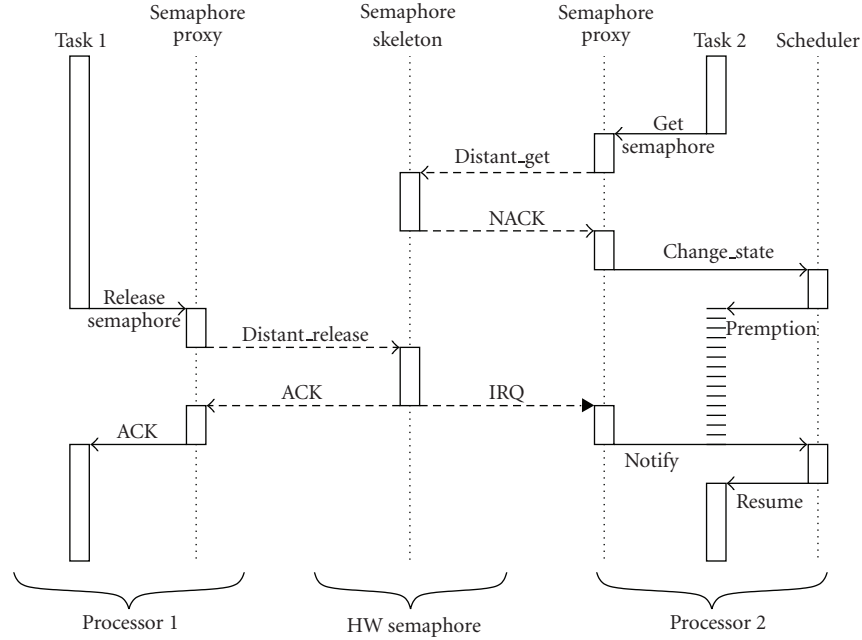 Task 1
Semaphore
proxy
Semaphore
skeleton
Semaphore
proxy
Task 2
Scheduler
Get
semaphore
Distant_get
NACK
Change_state
Release
semaphore
Premption
Distant_release
ACK
IRQ
ACK
Notify
Resume
Processor 1
HW semaphore
Processor 2